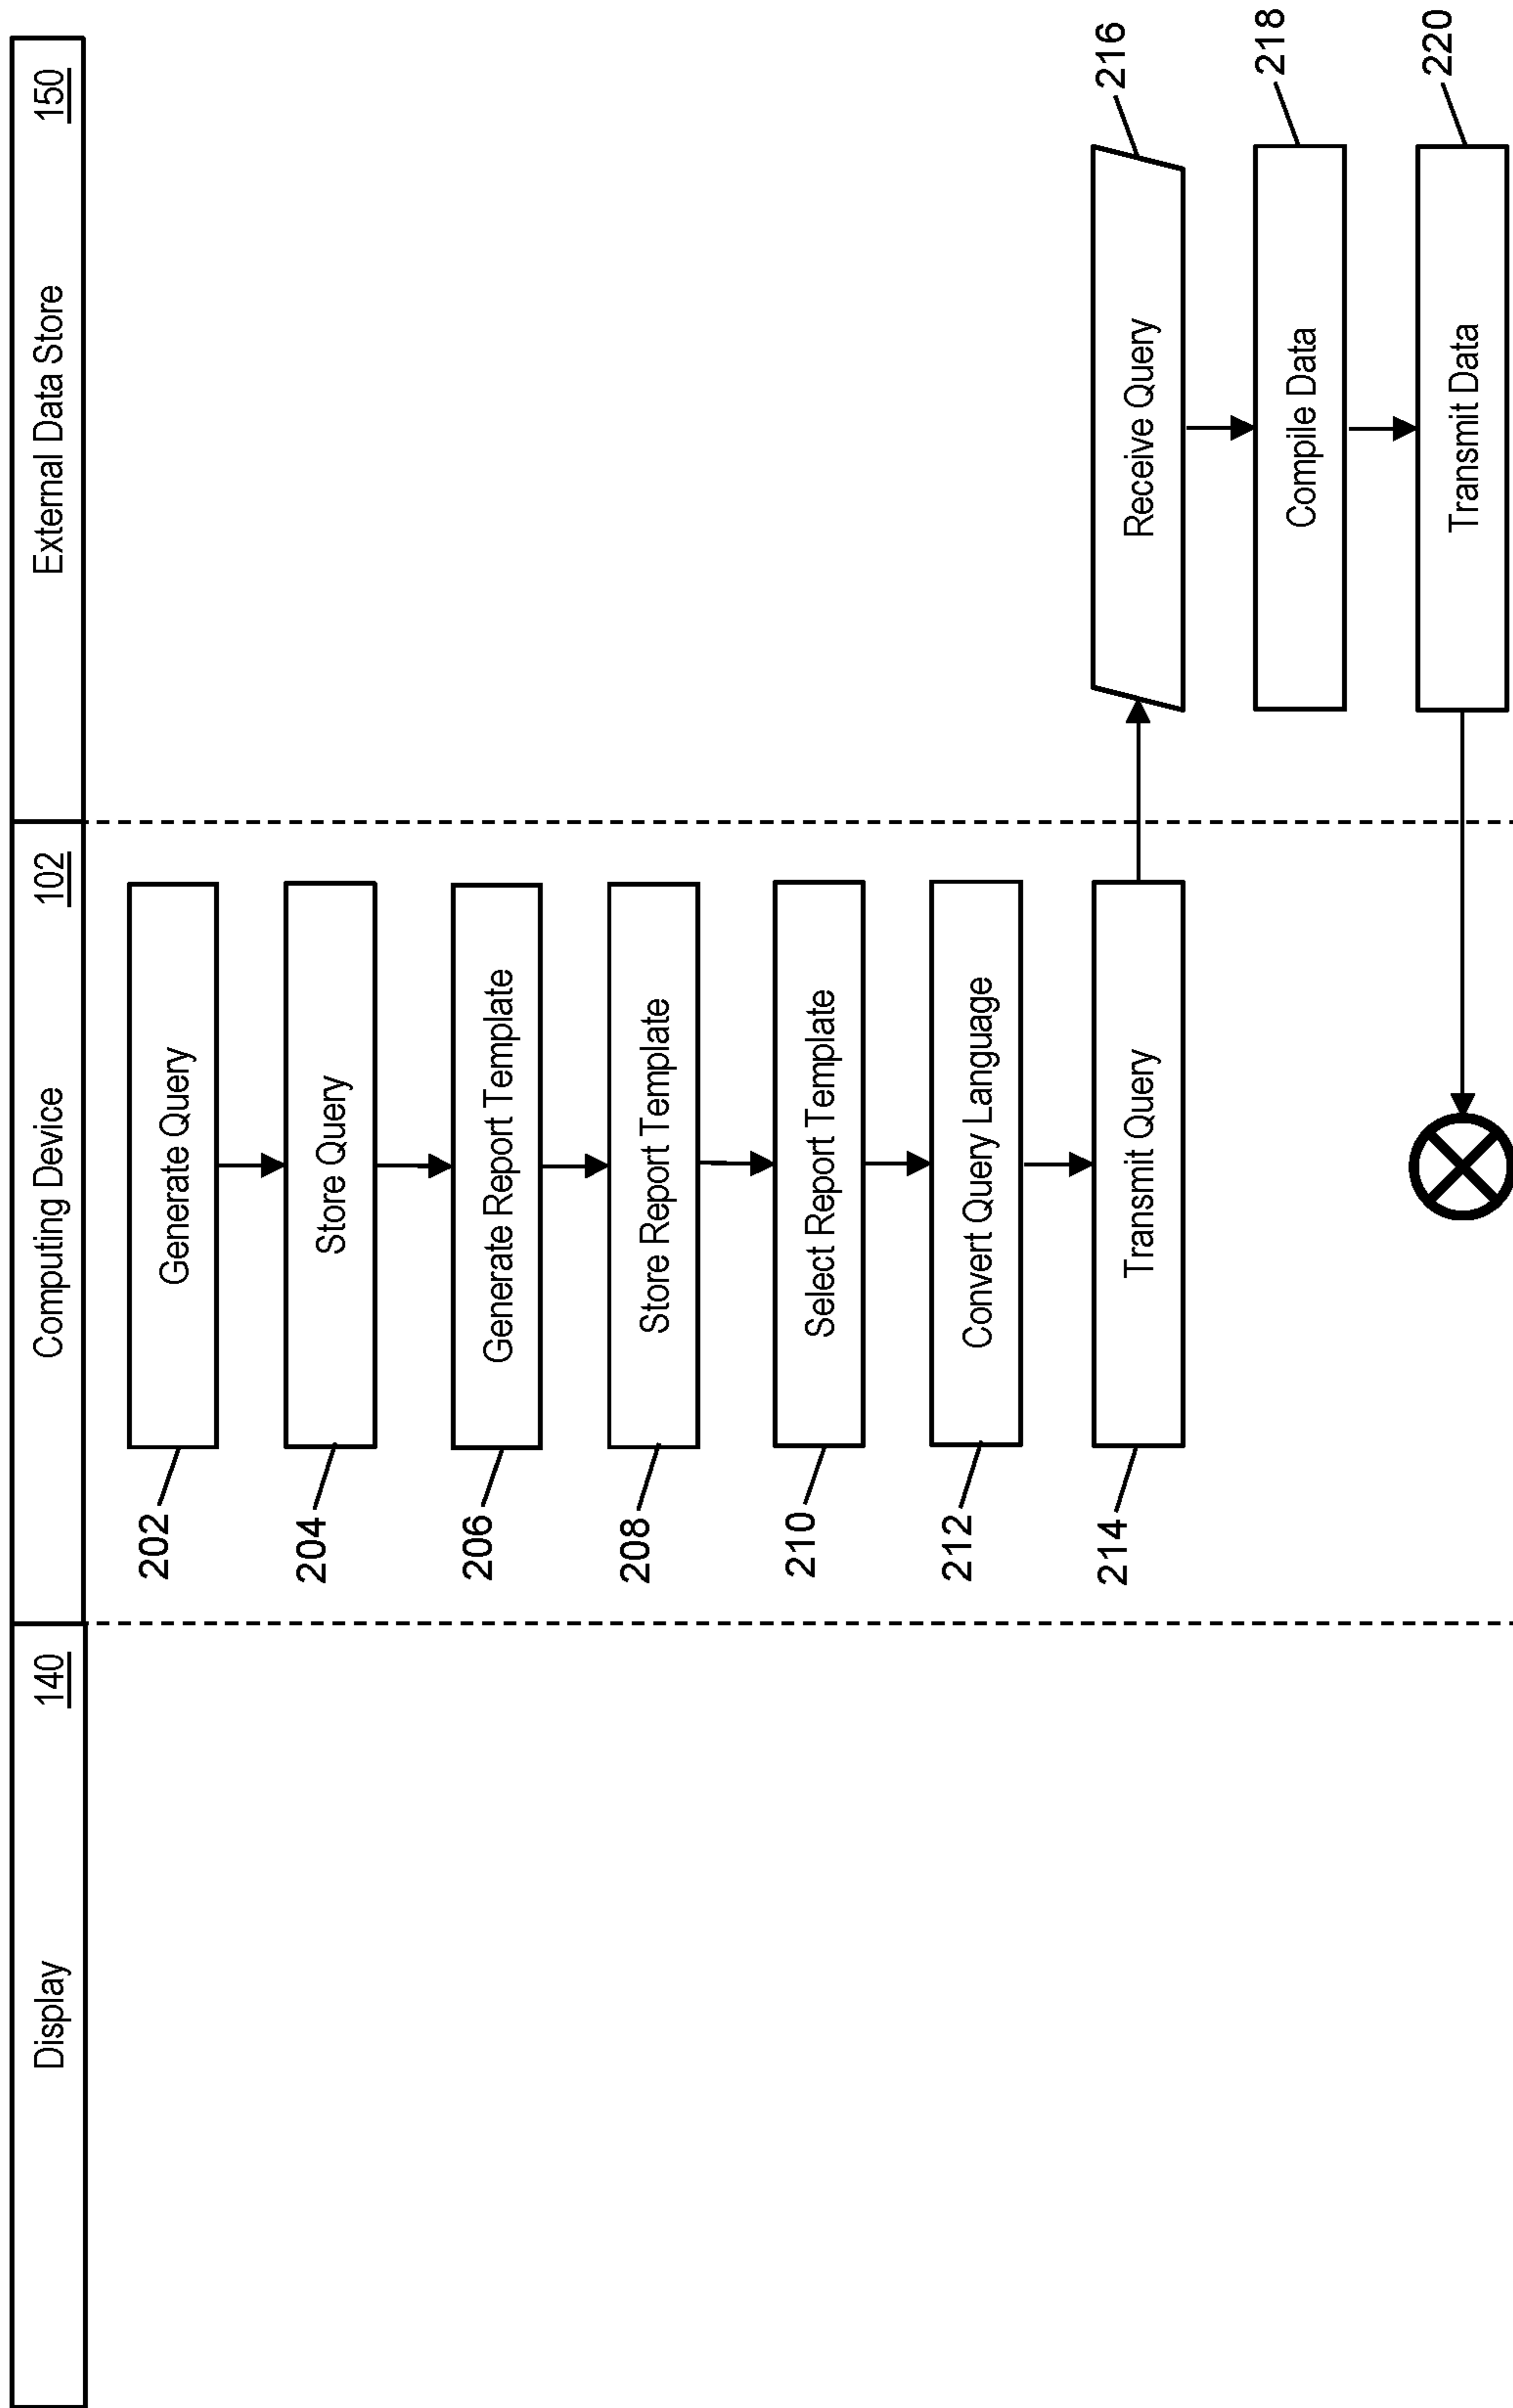 Display 140
Computing Device 102
External Data Store 150
202
Generate Query
204
Store Query
206
Generate Report Template
208
Store Report Template
210
Select Report Template
212
Convert Query Language
214
Transmit Query
Receive Query
216
Compile Data
218
Transmit Data
220